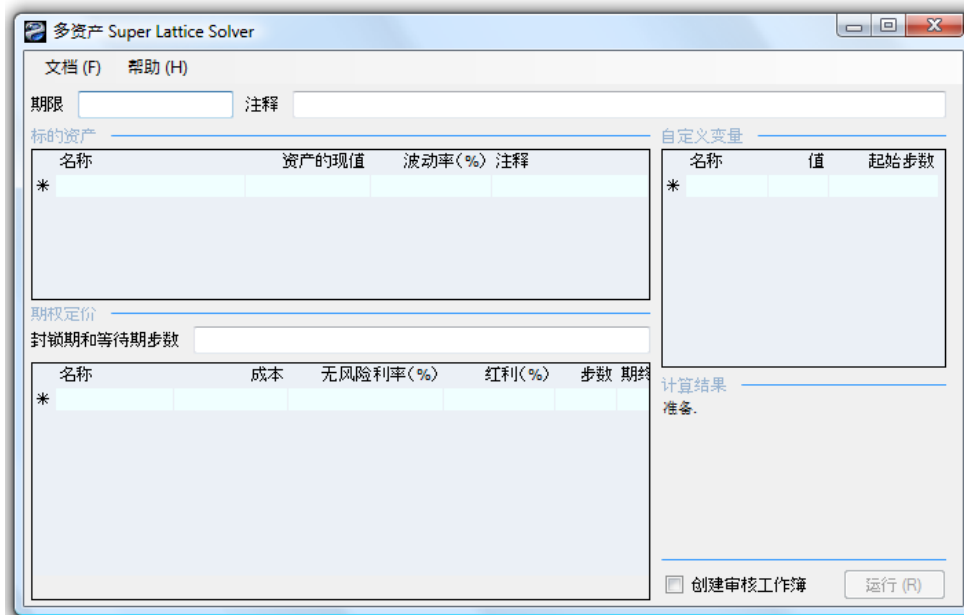 多资产 Super Lattice Solver
文档 (F) 帮助 (H)
期限 注释
标的资产
名称 资产的现值 波动率(%) 注释
*
自定义变量
名称 值 起始步数
*
期权定价
封锁期和等待期步数
名称 成本 无风险利率(%) 红利(%) 步数 期终
*
计算结果
准备.
创建审核工作簿 运行 (R)